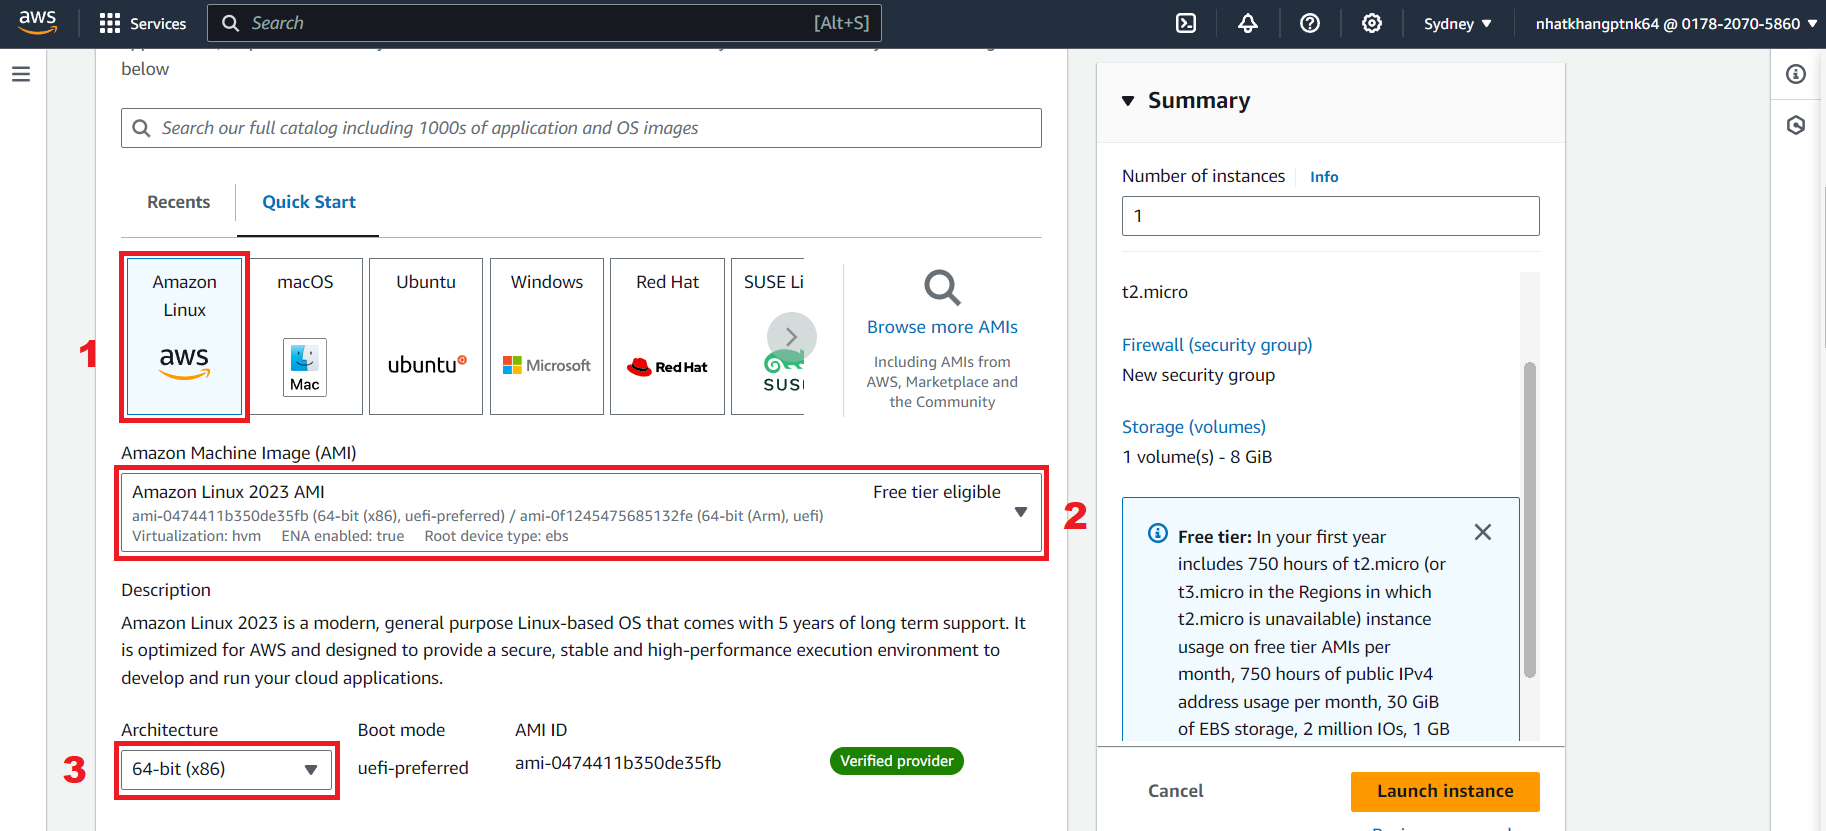 aws
Services
Search
[Alt+S]
Sydney
nhatkhangptnk64 @ 0178-2070-5860
below
Search our full catalog including 1000s of application and OS images
Recents
Quick Start
1
Amazon
Linux
aws
macOS
Mac
Ubuntu
ubuntu
Windows
Microsoft
Red Hat
Red Hat
SUSE Li
SUS
Browse more AMIs
Including AMIs from
AWS, Marketplace and
the Community
Amazon Machine Image (AMI)
2
Amazon Linux 2023 AMI
Free tier eligible
ami-0474411b350de35fb (64-bit (x86), uefi-preferred) / ami-0f1245475685132fe (64-bit (Arm), uefi)
Virtualization: hvm ENA enabled: true Root device type: ebs
Description
Amazon Linux 2023 is a modern, general purpose Linux-based OS that comes with 5 years of long term support. It
is optimized for AWS and designed to provide a secure, stable and high-performance execution environment to
develop and run your cloud applications.
3
Architecture
64-bit (x86)
Boot mode
uefi-preferred
AMI ID
ami-0474411b350de35fb
Verified provider
Summary
Number of instances
Info
1
t2.micro
Firewall (security group)
New security group
Storage (volumes)
1 volume(s) - 8 GiB
Free tier: In your first year
includes 750 hours of t2.micro (or
t3.micro in the Regions in which
t2.micro is unavailable) instance
usage on free tier AMIs per
month, 750 hours of public IPv4
address usage per month, 30 GiB
of EBS storage, 2 million IOs, 1 GB
Cancel
Launch instance